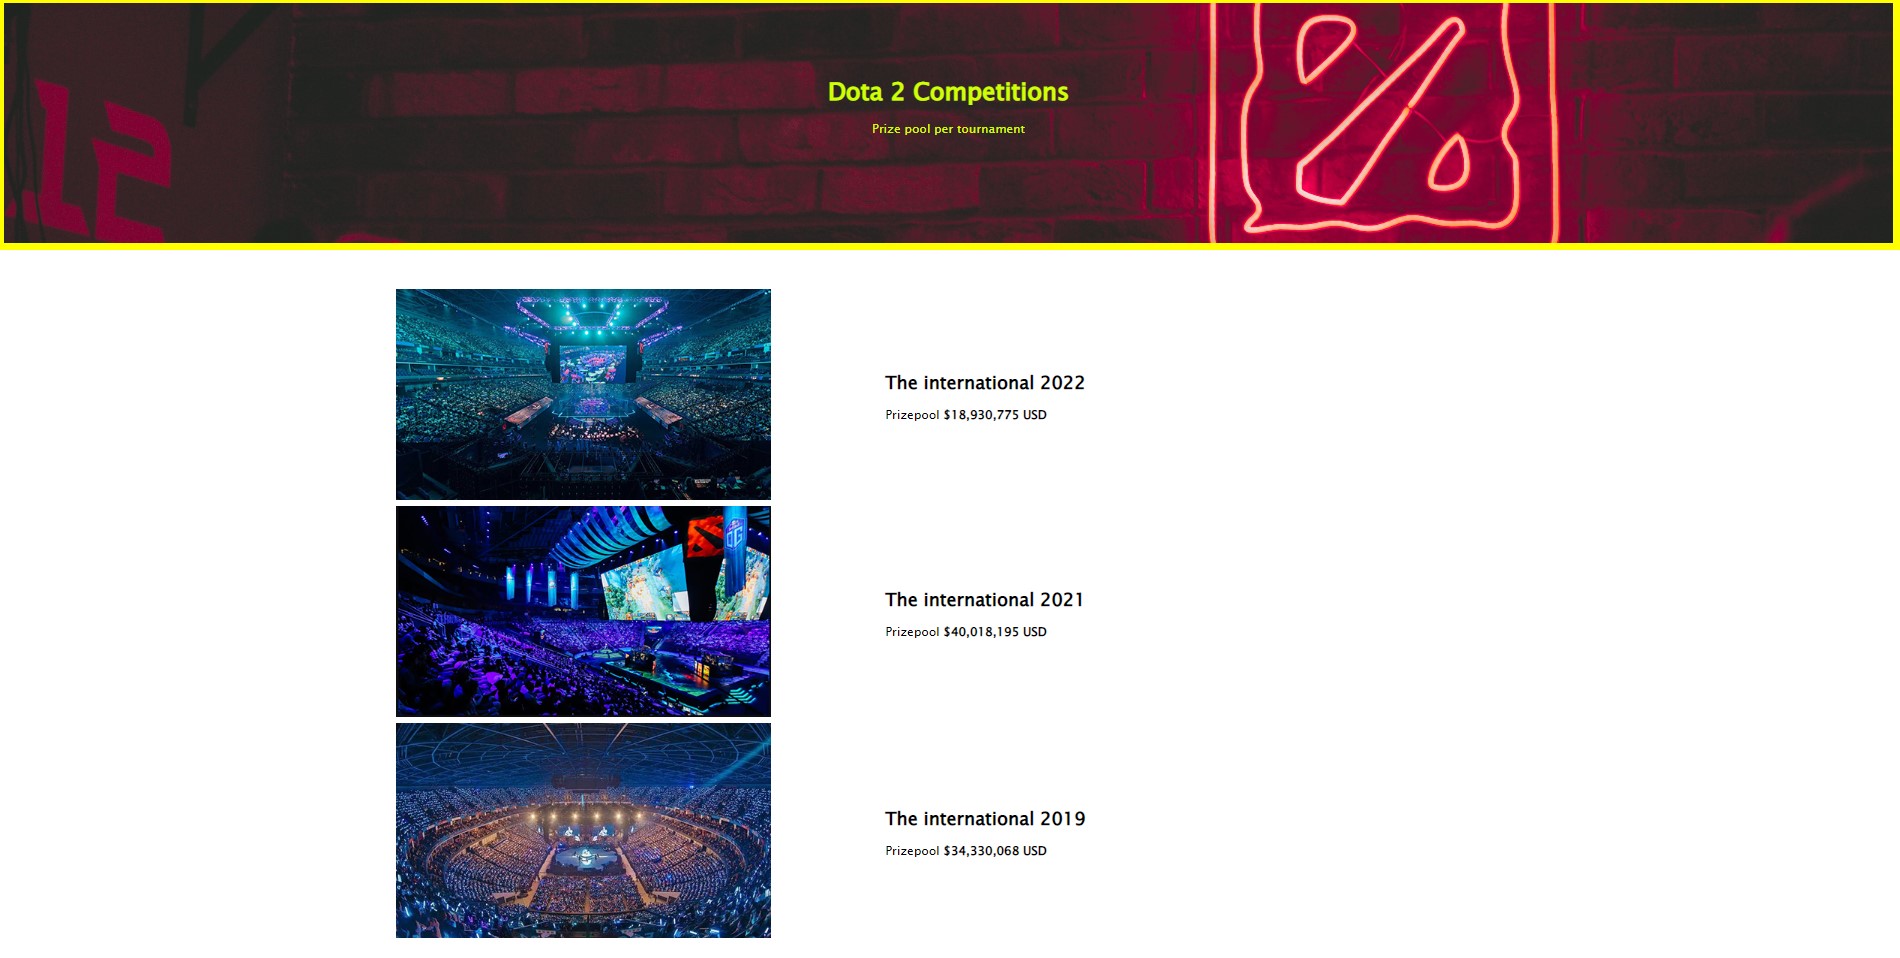 Dota 2 Competitions
Prize pool per tournament
The international 2022
Prizepool $18,930,775 USD
OG
The international 2021
Prizepool $40,018,195 USD
The international 2019
Prizepool $34,330,068 USD